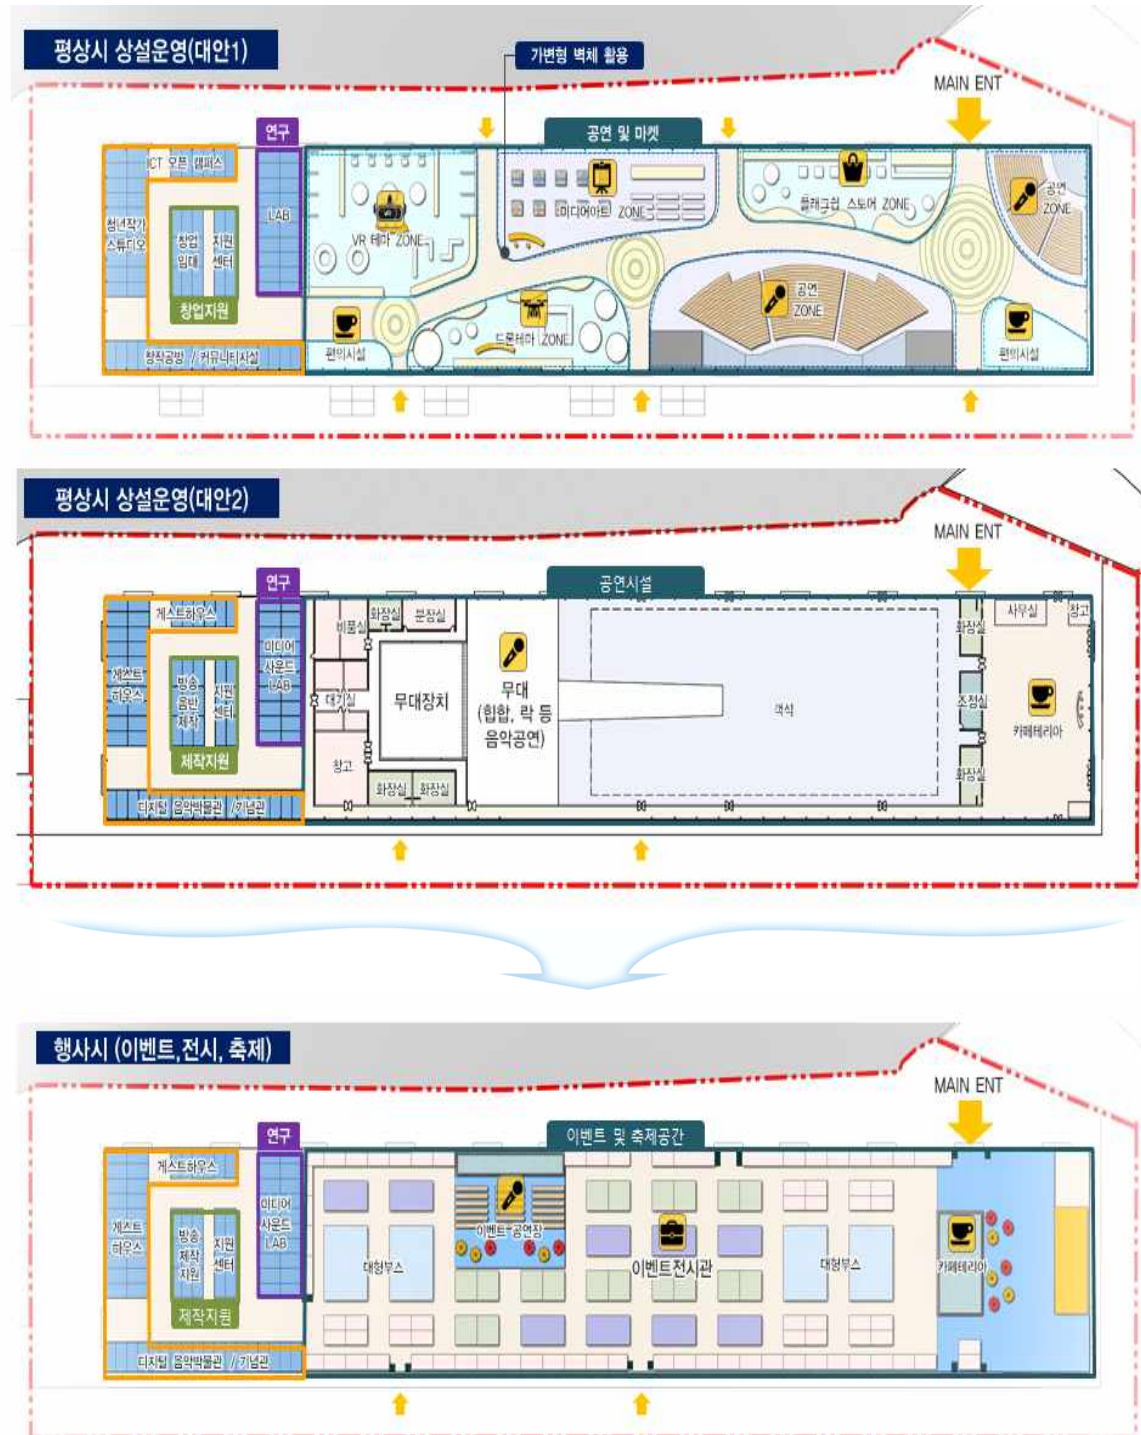 평상시 상설운영(대안1)
가변형 벽체 활용
MAIN ENT
연구
공연 및 마켓
ICT 오픈 캠퍼스
LAB
청년작가
스튜디오
창업
임대
지원
센터
창업지원
창작공방 / 커뮤니티시설
VR 테마 ZONE
미디어아트 ZONE
플래그쉽 스토어 ZONE
공연
ZONE
공연
ZONE
드론테마 ZONE
편의시설
편의시설
평상시 상설운영(대안2)
MAIN ENT
연구
공연시설
게스트하우스
게스트
하우스
방송
음반
제작
지원
센터
제작지원
디지털 음악박물관 /기념관
미디어
사운드
LAB
비품실
화장실
분장실
대기실
무대장치
창고
화장실
화장실
무대
(힙합, 락 등
음악공연)
객석
화장실
조정실
화장실
사무실
창고
카페테리아
행사시 (이벤트,전시, 축제)
MAIN ENT
연구
이벤트 및 축제공간
게스트하우스
게스트
하우스
방송
제작
지원
지원
센터
제작지원
디지털 음악박물관 /기념관
미디어
사운드
LAB
이벤트 공연장
대형부스
이벤트전시관
대형부스
카페테리아